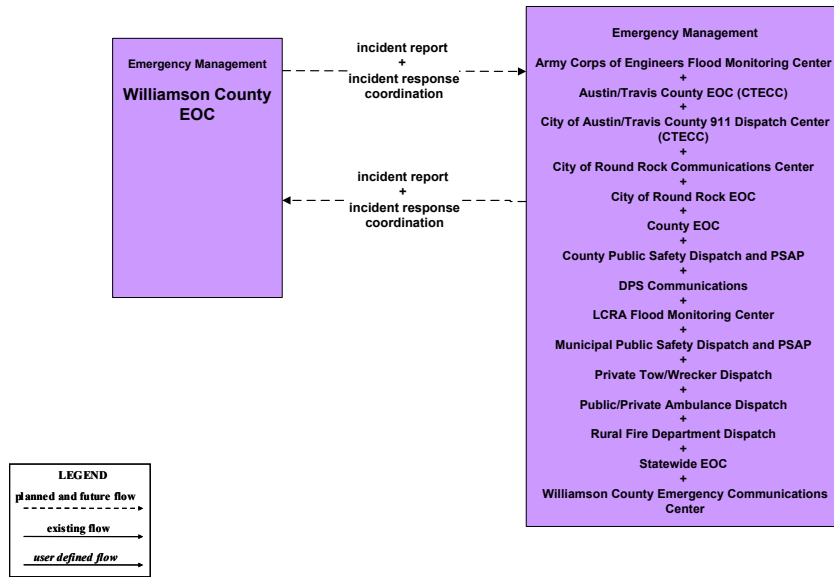 Emergency Management
Williamson County
EOC
incident report
+
incident response
coordination
incident report
+
incident response
coordination
Emergency Management
Army Corps of Engineers Flood Monitoring Center
+
Austin/Travis County EOC (CTECC)
+
City of Austin/Travis County 911 Dispatch Center
(CTECC)
+
City of Round Rock Communications Center
+
City of Round Rock EOC
+
County EOC
+
County Public Safety Dispatch and PSAP
+
DPS Communications
+
LCRA Flood Monitoring Center
+
Municipal Public Safety Dispatch and PSAP
+
Private Tow/Wrecker Dispatch
+
Public/Private Ambulance Dispatch
+
Rural Fire Department Dispatch
+
Statewide EOC
+
Williamson County Emergency Communications
Center
LEGEND
planned and future flow
existing flow
user defined flow